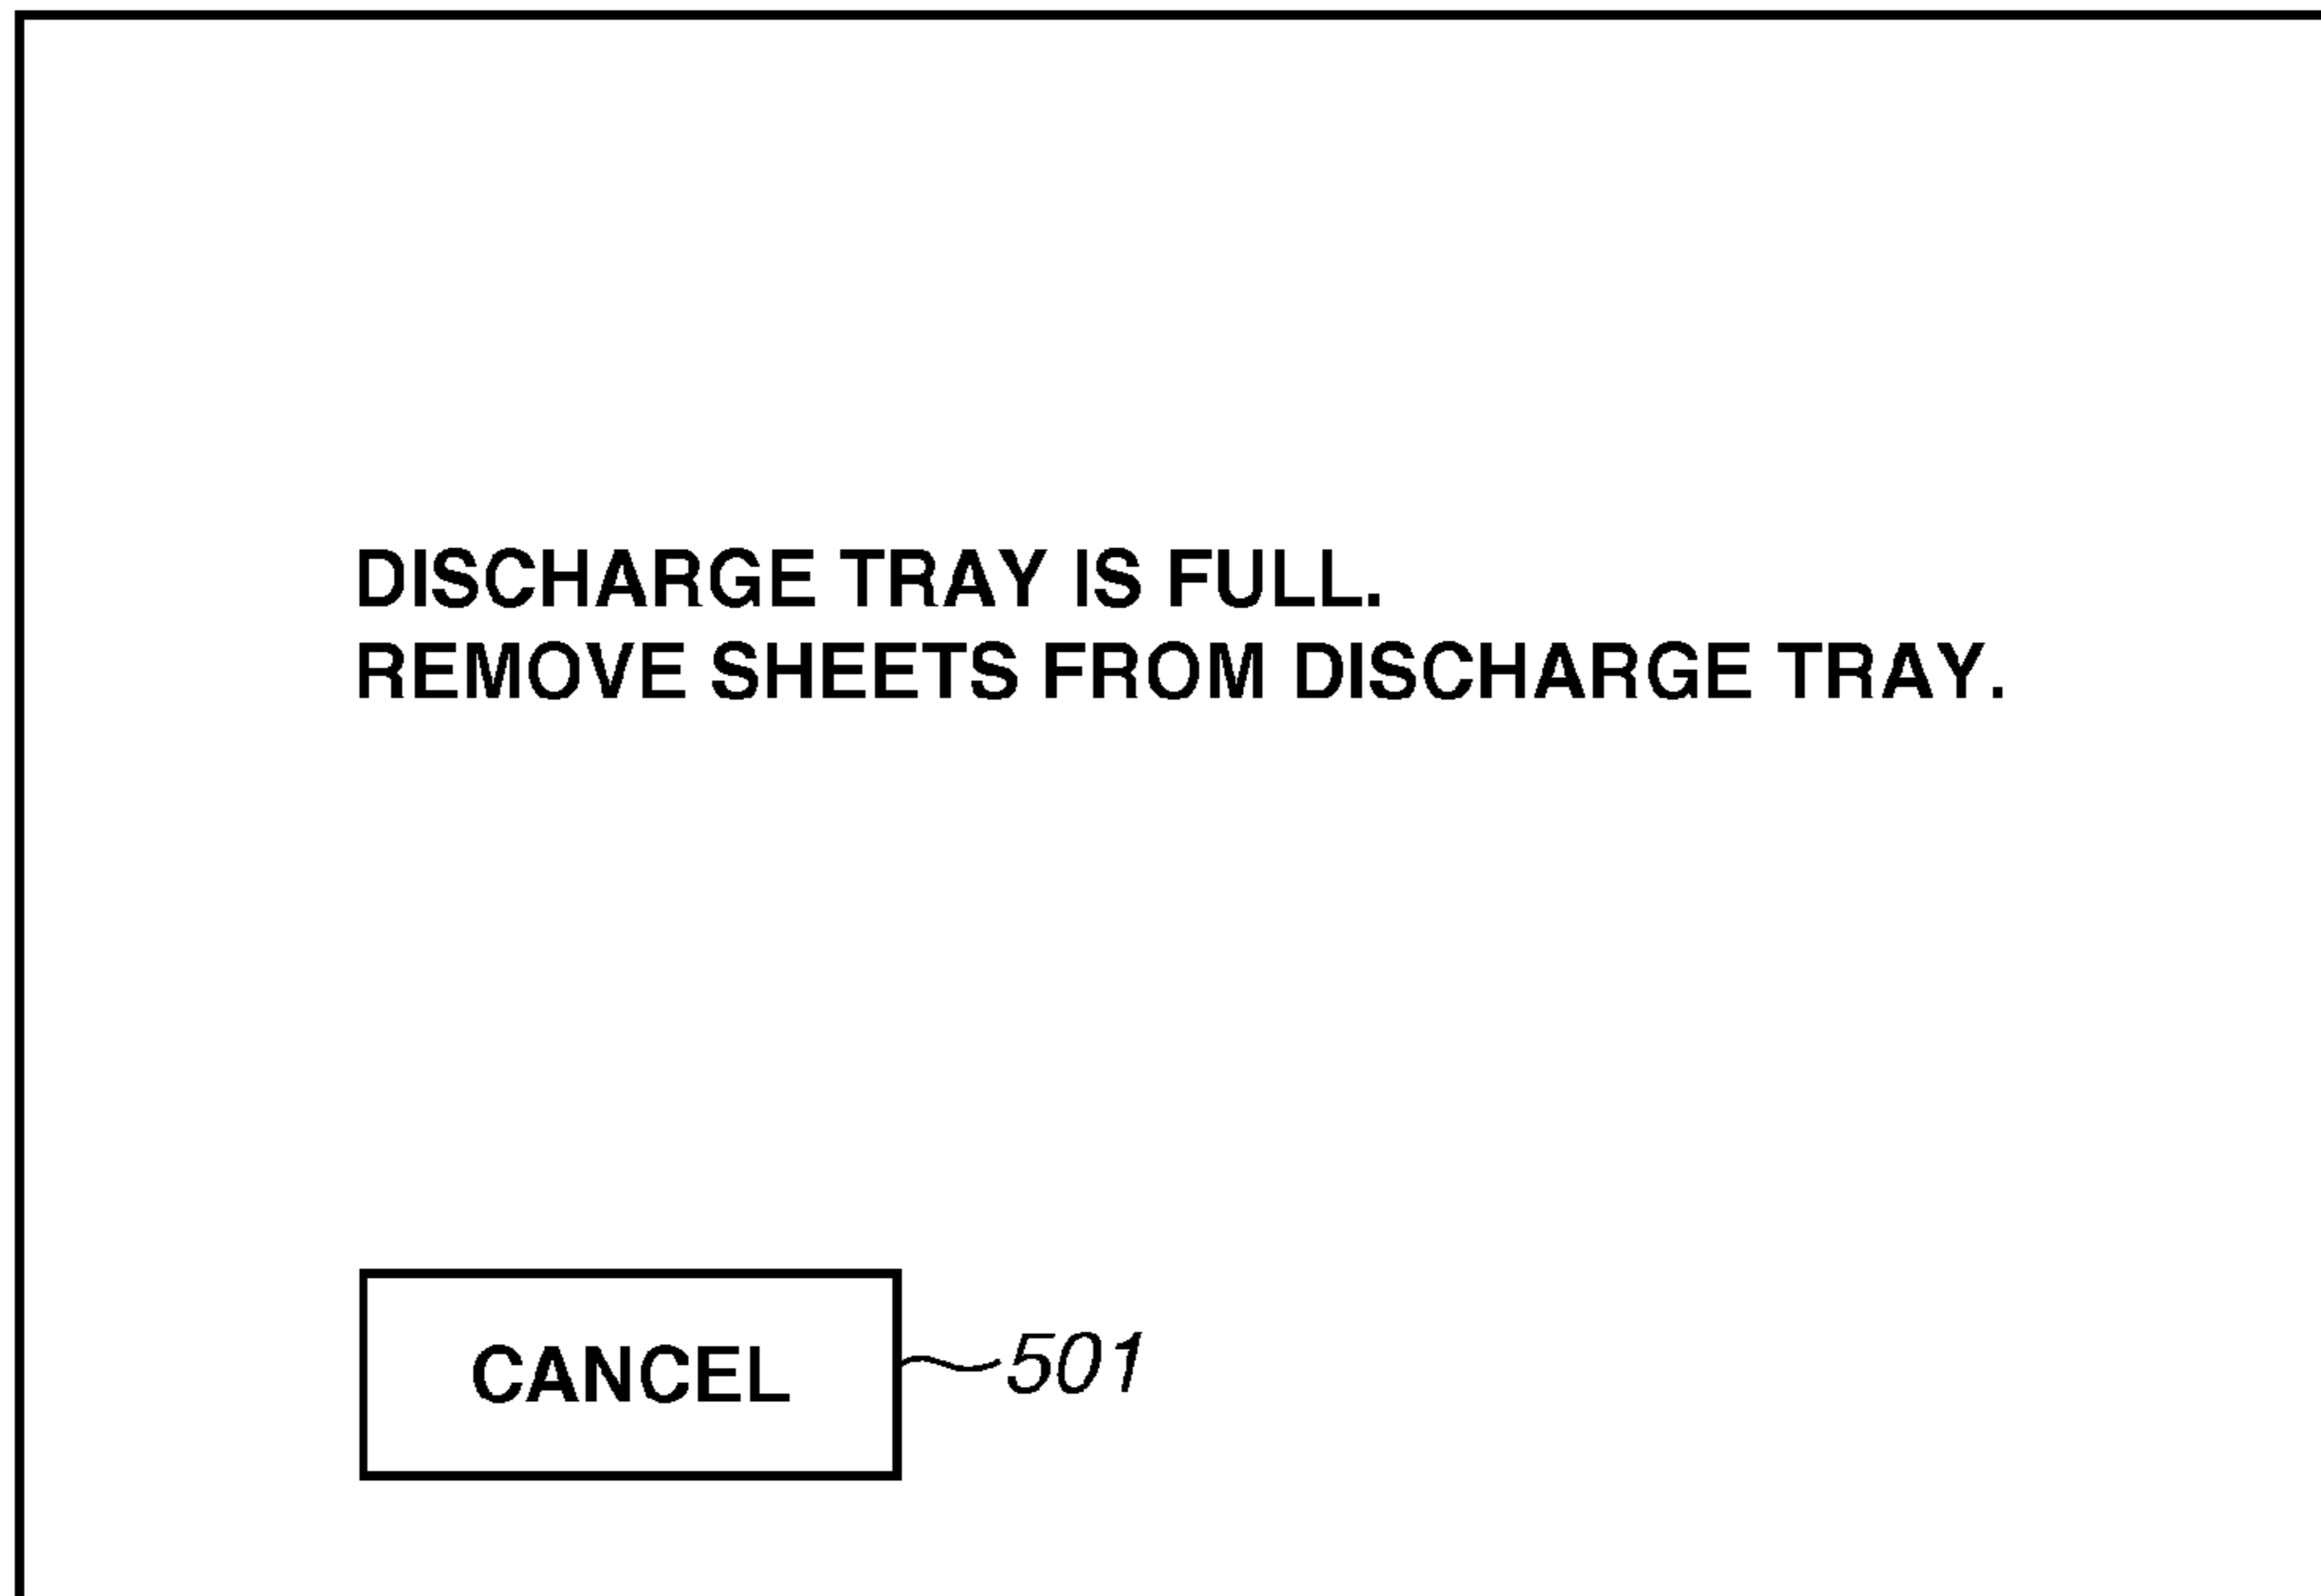 DISCHARGE TRAY IS FULL.
REMOVE SHEETS FROM DISCHARGE TRAY.
CANCEL
501